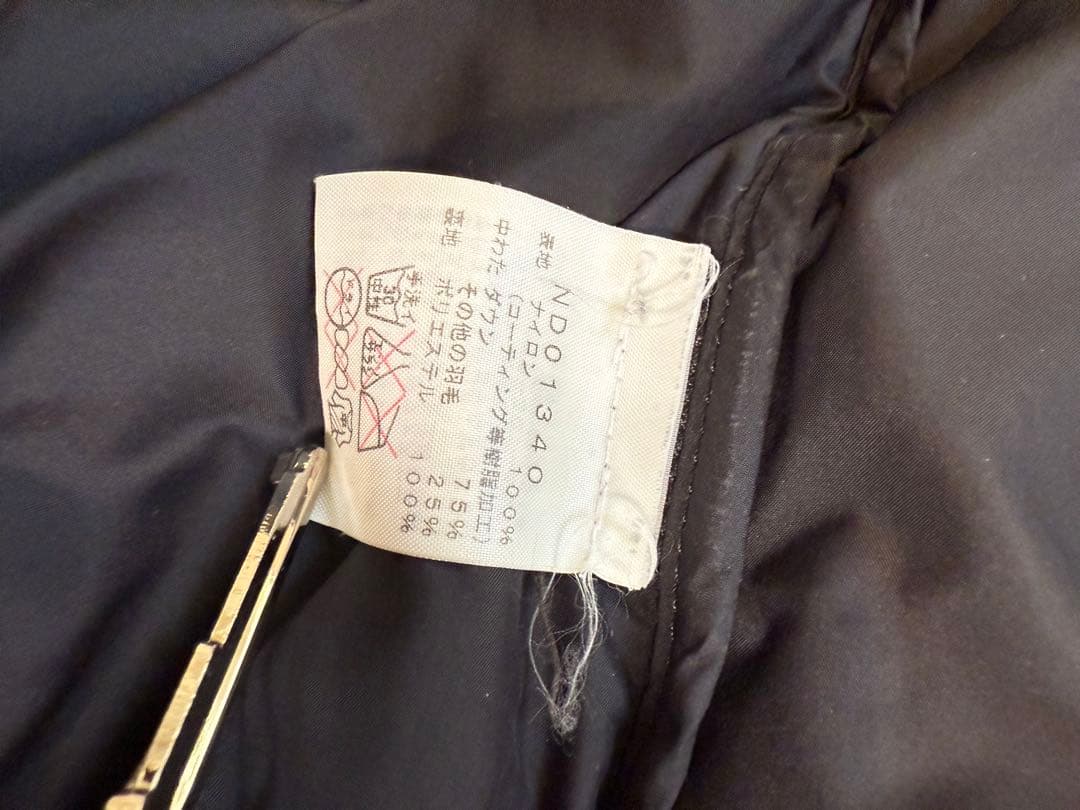 ND01340
表地 ナイロン 100%
(コーティング等樹脂加工)
中わた ダウン 75%
その他の羽毛 25%
裏地 ポリエステル 100%
手洗イ
30
中性